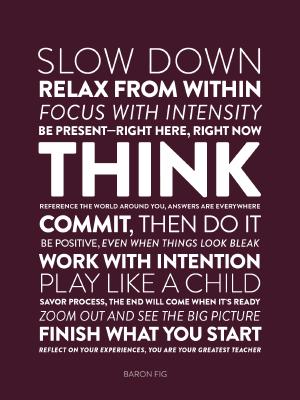 SLOW DOWN
RELAX FROM WITHIN
FOCUS WITH INTENSITY
BE PRESENT—RIGHT HERE, RIGHT NOW
THINK
REFERENCE THE WORLD AROUND YOU, ANSWERS ARE EVERYWHERE
COMMIT, THEN DO IT
BE POSITIVE, EVEN WHEN THINGS LOOK BLEAK
WORK WITH INTENTION
PLAY LIKE A CHILD
SAVOR PROCESS, THE END WILL COME WHEN IT'S READY
ZOOM OUT AND SEE THE BIG PICTURE
FINISH WHAT YOU START
REFLECT ON YOUR EXPERIENCES, YOU ARE YOUR GREATEST TEACHER
BARON FIG